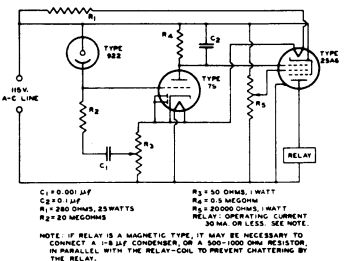 R1
R4
C2
TYPE
922
TYPE
25A6
TYPE
75
115V.
A-C LINE
R2
R3
R5
C1
RELAY
C1 = 0.001 μf
C2 = 0.1 μf
R1 = 280 OHMS, 25 WATTS
R2 = 20 MEGOHMS
R3 = 50 OHMS, 1 WATT
R4 = 0.5 MEGOHM
R5 = 20000 OHMS, 1 WATT
RELAY: OPERATING CURRENT
30 MA. OR LESS. SEE NOTE.
NOTE: IF RELAY IS A MAGNETIC TYPE, IT MAY BE NECESSARY TO
CONNECT A 1-8 μf CONDENSER, OR A 500-1000 OHM RESISTOR,
IN PARALLEL WITH THE RELAY-COIL TO PREVENT CHATTERING BY
THE RELAY.